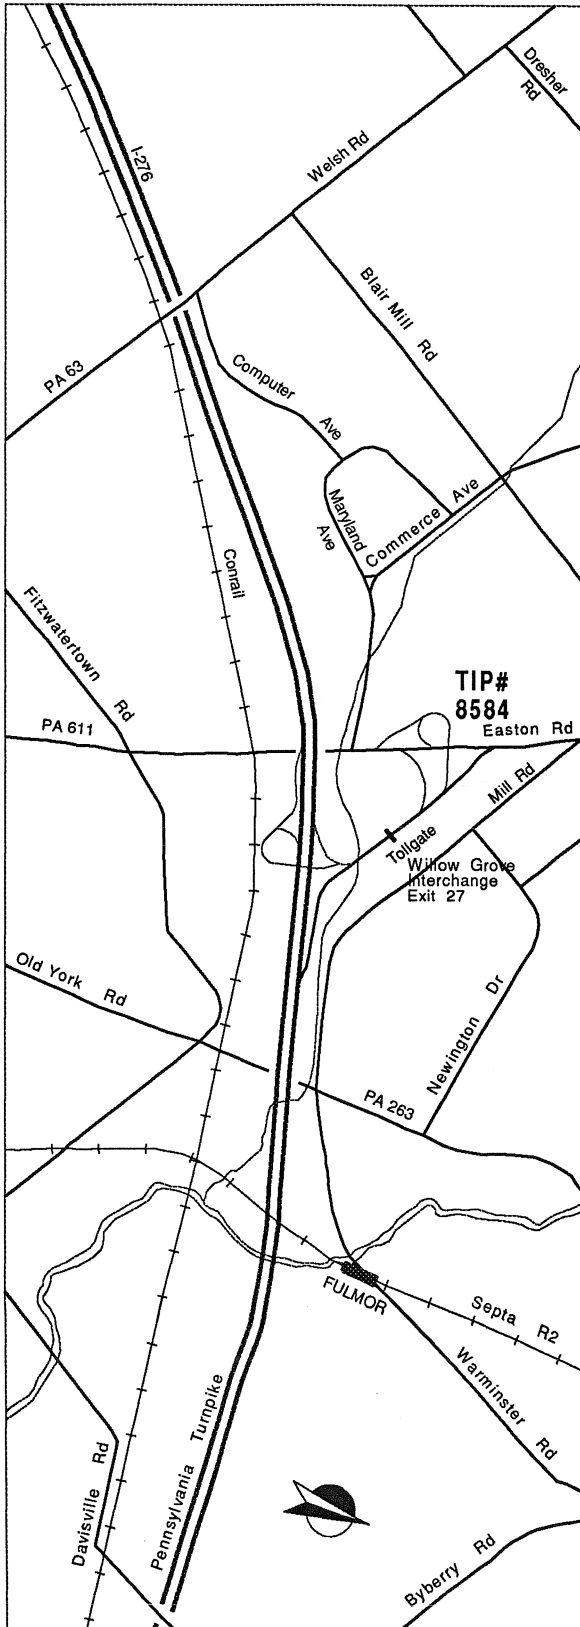 Dresher
Rd
I-276
Welsh Rd
Blair Mill Rd
PA 63
Computer
Ave
Maryland
Ave
Commerce Ave
Conrail
Fitzwatertown
Rd
TIP#
8584
PA 611
Easton Rd
Mill Rd
Tollgate
Willow Grove
Interchange
Exit 27
Old York Rd
Newington Dr
PA 263
FULMOR
Septa R2
Warminster
Rd
Pennsylvania Turnpike
Davisville Rd
Byberry Rd